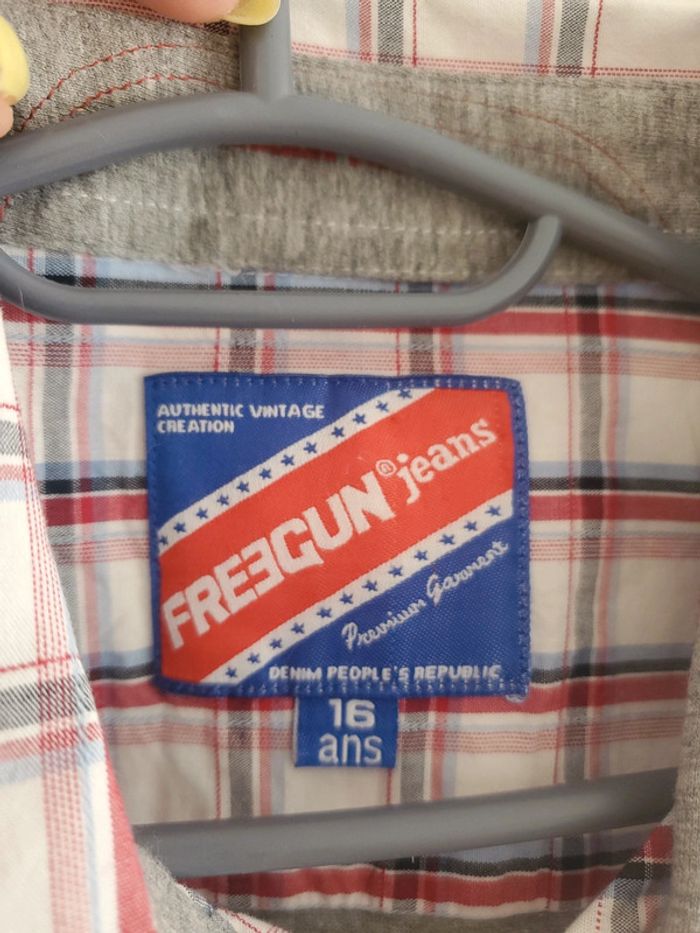 AUTHENTIC VINTAGE
CREATION
FREEGUN® jeans
Premium Garment
DENIM PEOPLE'S REPUBLIC
16
ans